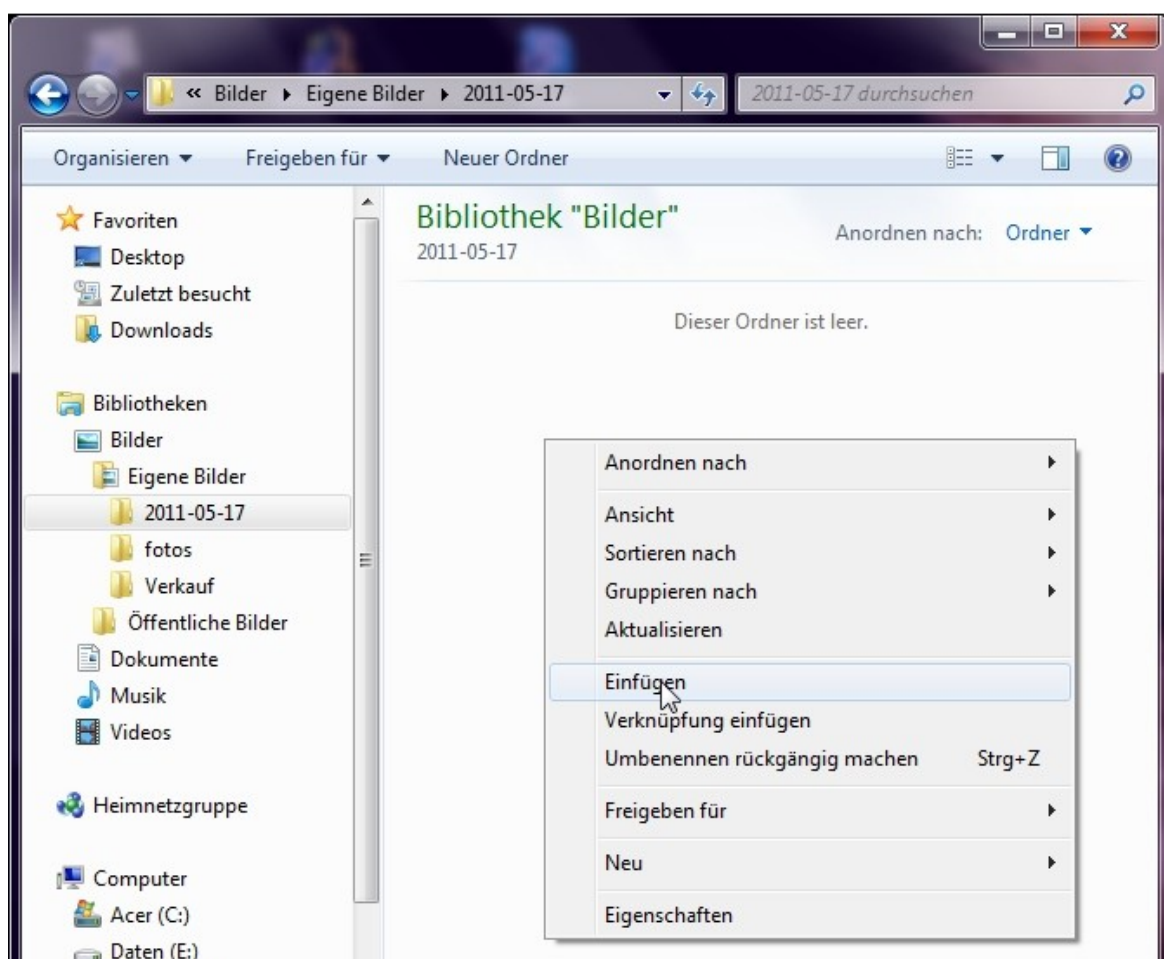 « Bilder ▸ Eigene Bilder ▸ 2011-05-17
2011-05-17 durchsuchen
Organisieren Freigeben für Neuer Ordner
Favoriten
Desktop
Zuletzt besucht
Downloads
Bibliotheken
Bilder
Eigene Bilder
2011-05-17
fotos
Verkauf
Öffentliche Bilder
Dokumente
Musik
Videos
Heimnetzgruppe
Computer
Acer (C:)
Daten (E:)
Bibliothek "Bilder"
2011-05-17
Anordnen nach: Ordner
Dieser Ordner ist leer.
Anordnen nach
Ansicht
Sortieren nach
Gruppieren nach
Aktualisieren
Einfügen
Verknüpfung einfügen
Umbenennen rückgängig machen Strg+Z
Freigeben für
Neu
Eigenschaften